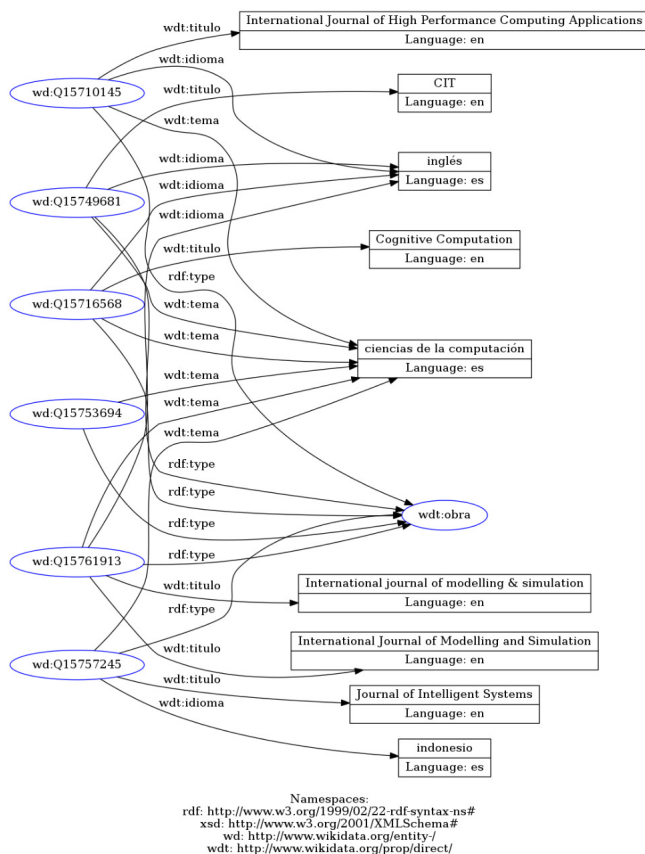 International Journal of High Performance Computing Applications
Language: en
wdt:titulo
wdt:idioma
wd:Q15710145
wdt:titulo
CIT
Language: en
wdt:tema
wdt:idioma
inglés
Language: es
wdt:idioma
wd:Q15749681
wdt:idioma
wdt:titulo
Cognitive Computation
Language: en
rdf:type
wd:Q15716568
wdt:tema
wdt:tema
ciencias de la computación
Language: es
wdt:tema
wd:Q15753694
wdt:tema
wdt:tema
rdf:type
rdf:type
wdt:obra
rdf:type
rdf:type
wd:Q15761913
wdt:titulo
International journal of modelling & simulation
Language: en
rdf:type
wdt:titulo
International Journal of Modelling and Simulation
Language: en
wd:Q15757245
wdt:titulo
Journal of Intelligent Systems
Language: en
wdt:idioma
indonesio
Language: es
Namespaces:
rdf: http://www.w3.org/1999/02/22-rdf-syntax-ns#
xsd: http://www.w3.org/2001/XMLSchema#
wd: http://www.wikidata.org/entity-/
wdt: http://www.wikidata.org/prop/direct/